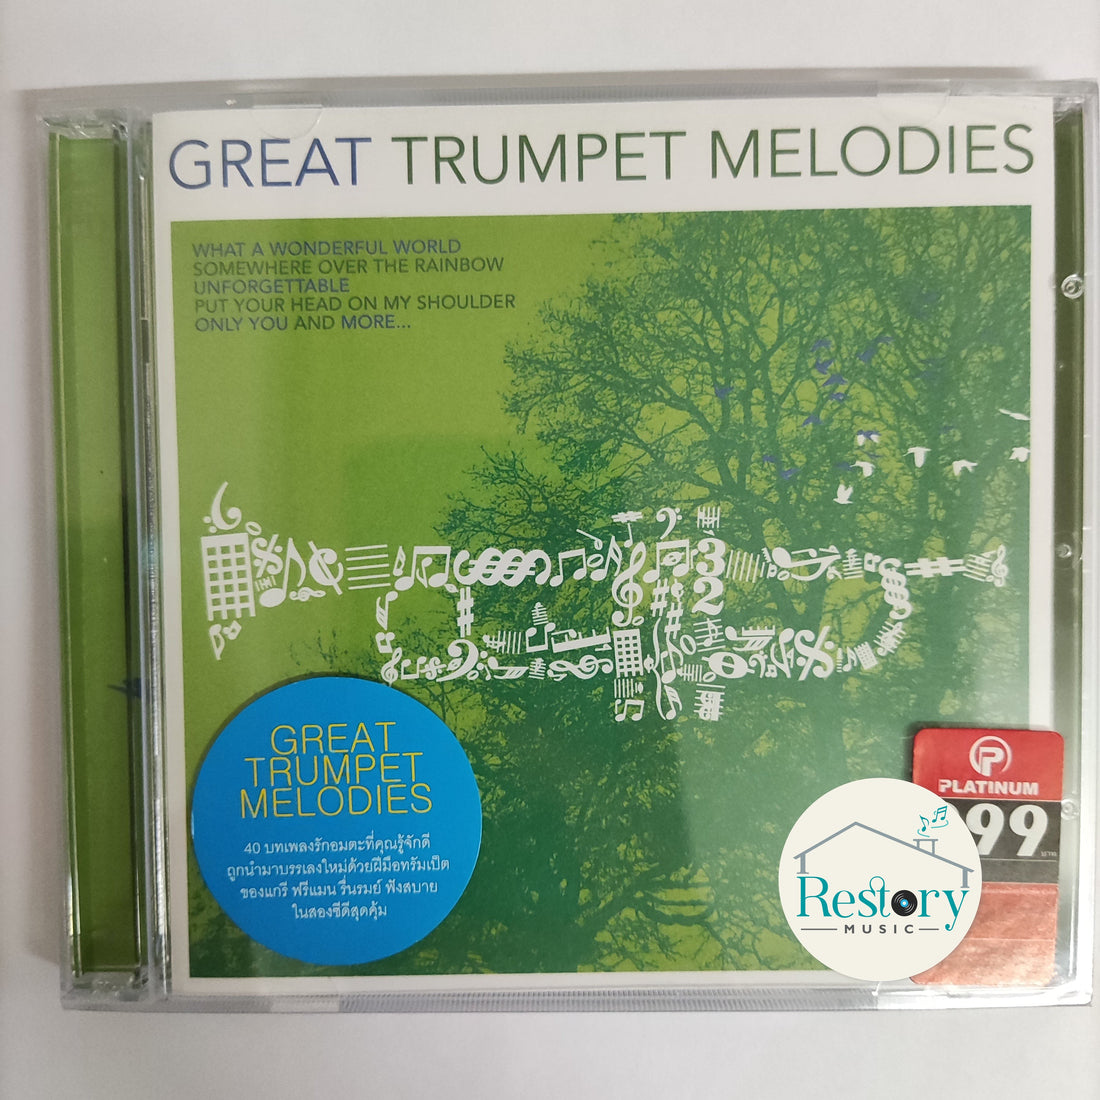 GREAT TRUMPET MELODIES
WHAT A WONDERFUL WORLD
SOMEWHERE OVER THE RAINBOW
UNFORGETTABLE
PUT YOUR HEAD ON MY SHOULDER
ONLY YOU AND MORE...
3
2
GREAT
TRUMPET
MELODIES
40 บทเพลงรักอมตะที่คุณรู้จักดี
ถูกนำมาบรรเลงใหม่ด้วยฝีมือทรัมเป็ต
ของแกรี ฟรีแมน รื่นรมย์ ฟังสบาย
ในสองซีดีสุดคุ้ม
P
PLATINUM
99
บาท
Restory
MUSIC